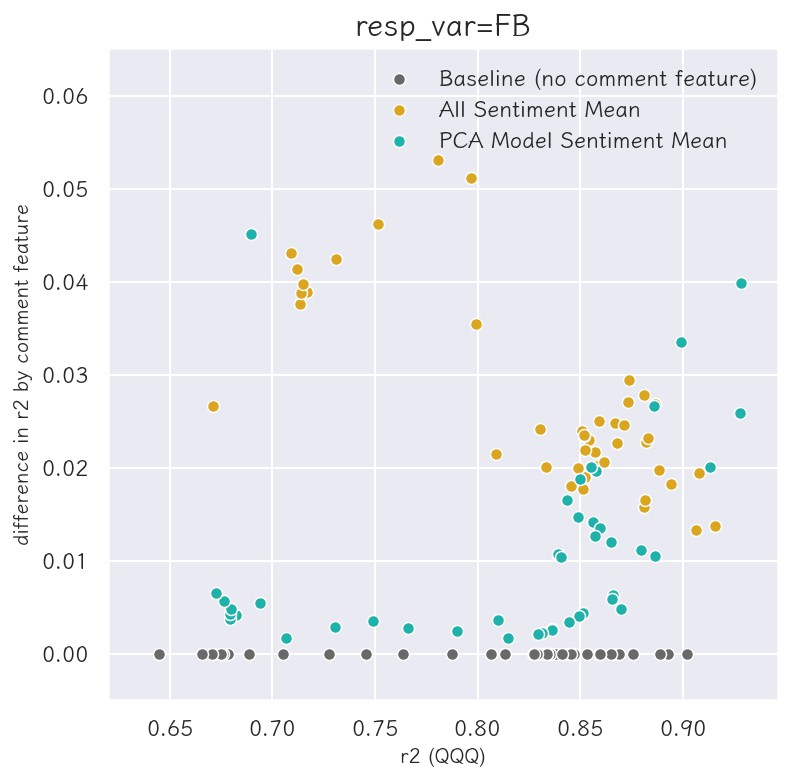 resp_var=FB
Baseline (no comment feature)
All Sentiment Mean
PCA Model Sentiment Mean
difference in r2 by comment feature
0.06
0.05
0.04
0.03
0.02
0.01
0.00
0.65 0.70 0.75 0.80 0.85 0.90
r2 (QQQ)